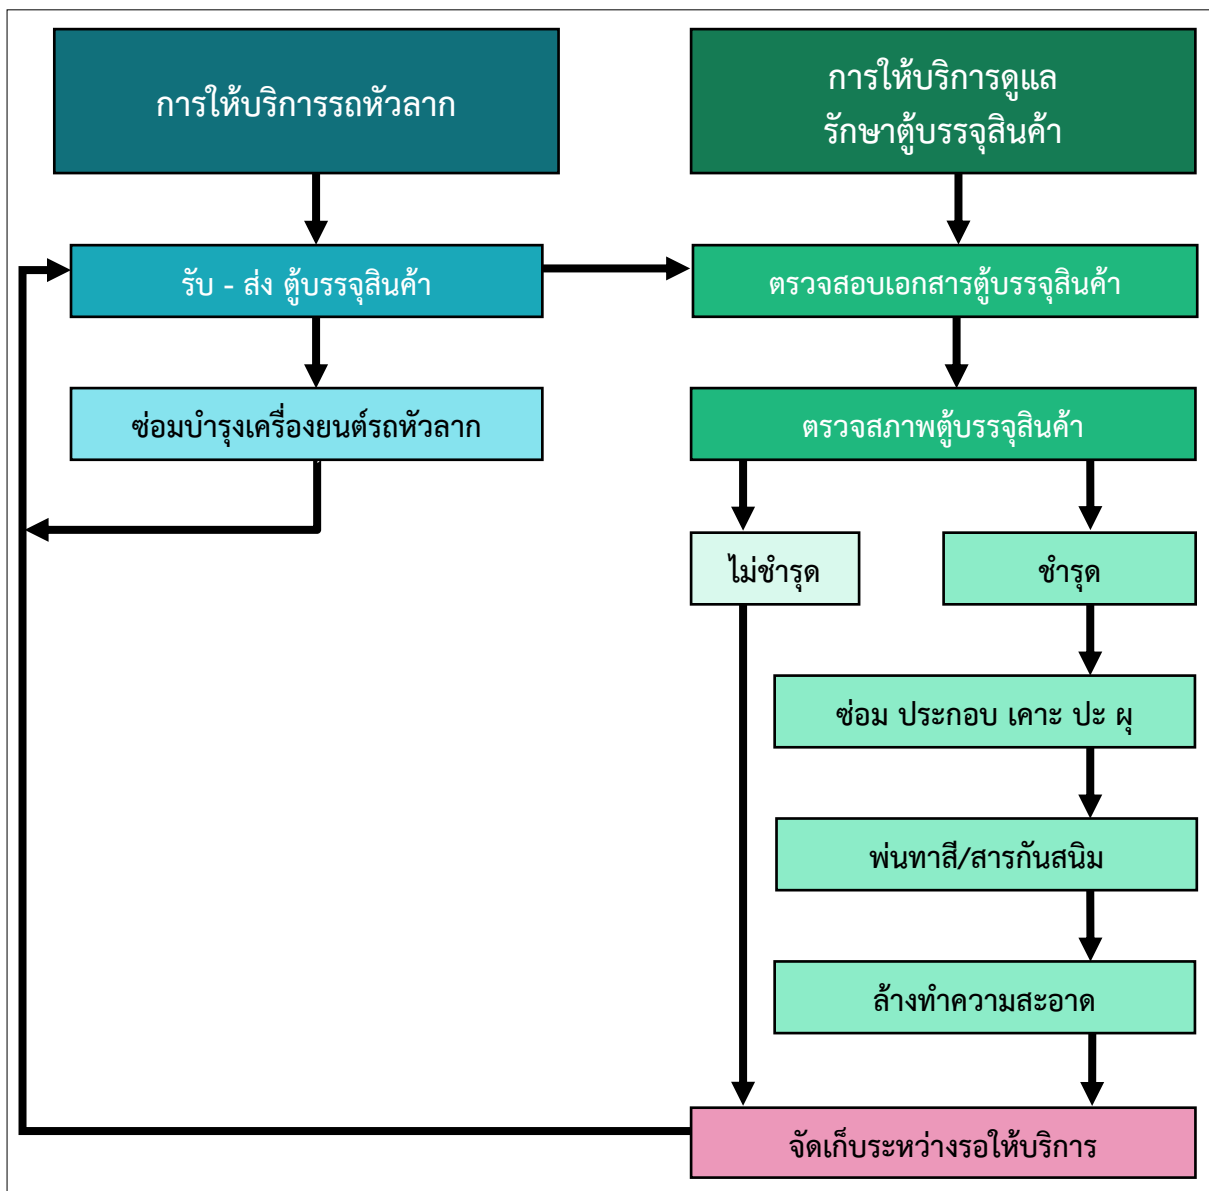 การให้บริการรถหัวลาก
การให้บริการดูแล
รักษาตู้บรรจุสินค้า
รับ - ส่ง ตู้บรรจุสินค้า
ตรวจสอบเอกสารตู้บรรจุสินค้า
ซ่อมบำรุงเครื่องยนต์รถหัวลาก
ตรวจสภาพตู้บรรจุสินค้า
ไม่ชำรุด
ชำรุด
ซ่อม ประกอบ เคาะ ปะ ผุ
พ่นทาสี/สารกันสนิม
ล้างทำความสะอาด
จัดเก็บระหว่างรอให้บริการ